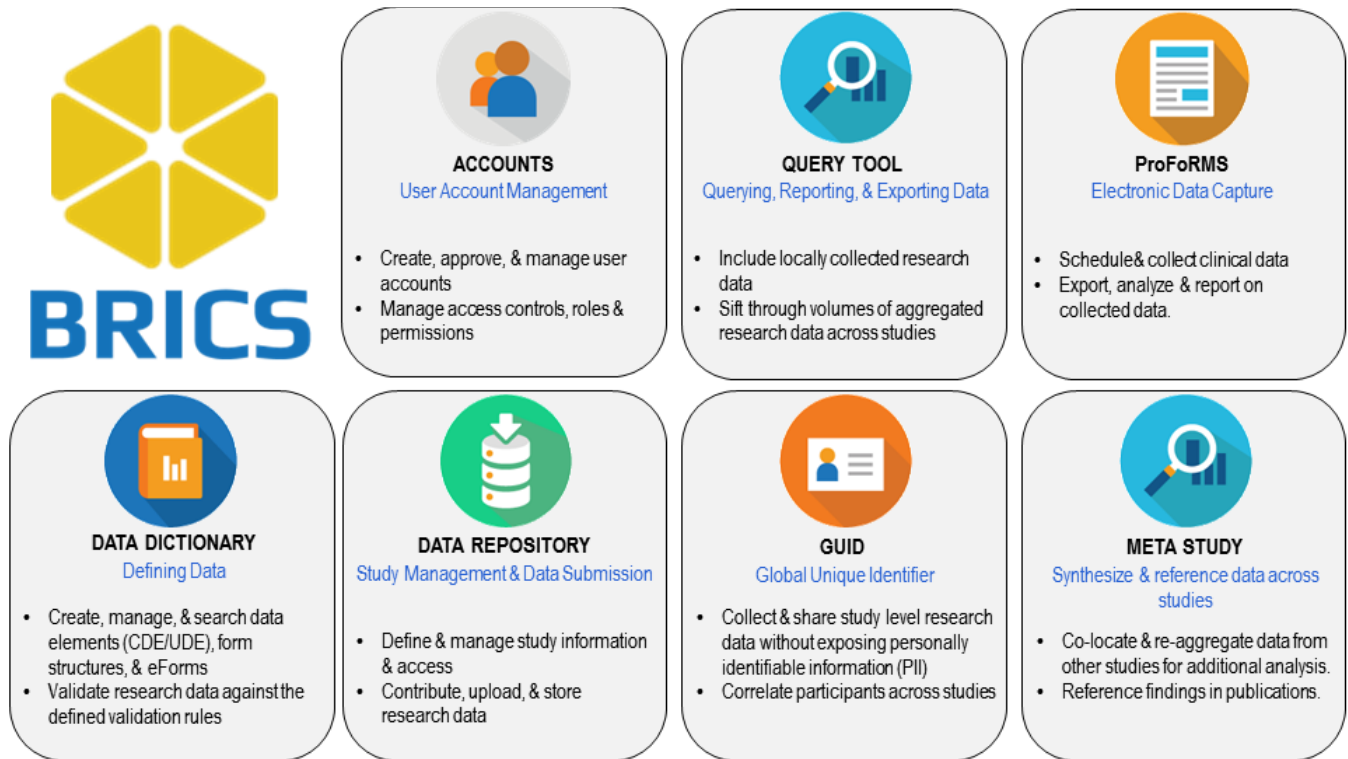 BRICS
ACCOUNTS
User Account Management
• Create, approve, & manage user
accounts
• Manage access controls, roles &
permissions
QUERY TOOL
Querying, Reporting, & Exporting Data
• Include locally collected research
data
• Sift through volumes of aggregated
research data across studies
ProFoRMS
Electronic Data Capture
• Schedule & collect clinical data
• Export, analyze & report on
collected data.
DATA DICTIONARY
Defining Data
• Create, manage, & search data
elements (CDE/UDE), form
structures, & eForms
• Validate research data against the
defined validation rules
DATA REPOSITORY
Study Management & Data Submission
• Define & manage study information
& access
• Contribute, upload, & store
research data
GUID
Global Unique Identifier
• Collect & share study level research
data without exposing personally
identifiable information (PII)
• Correlate participants across studies
META STUDY
Synthesize & reference data across
studies
• Co-locate & re-aggregate data from
other studies for additional analysis.
• Reference findings in publications.